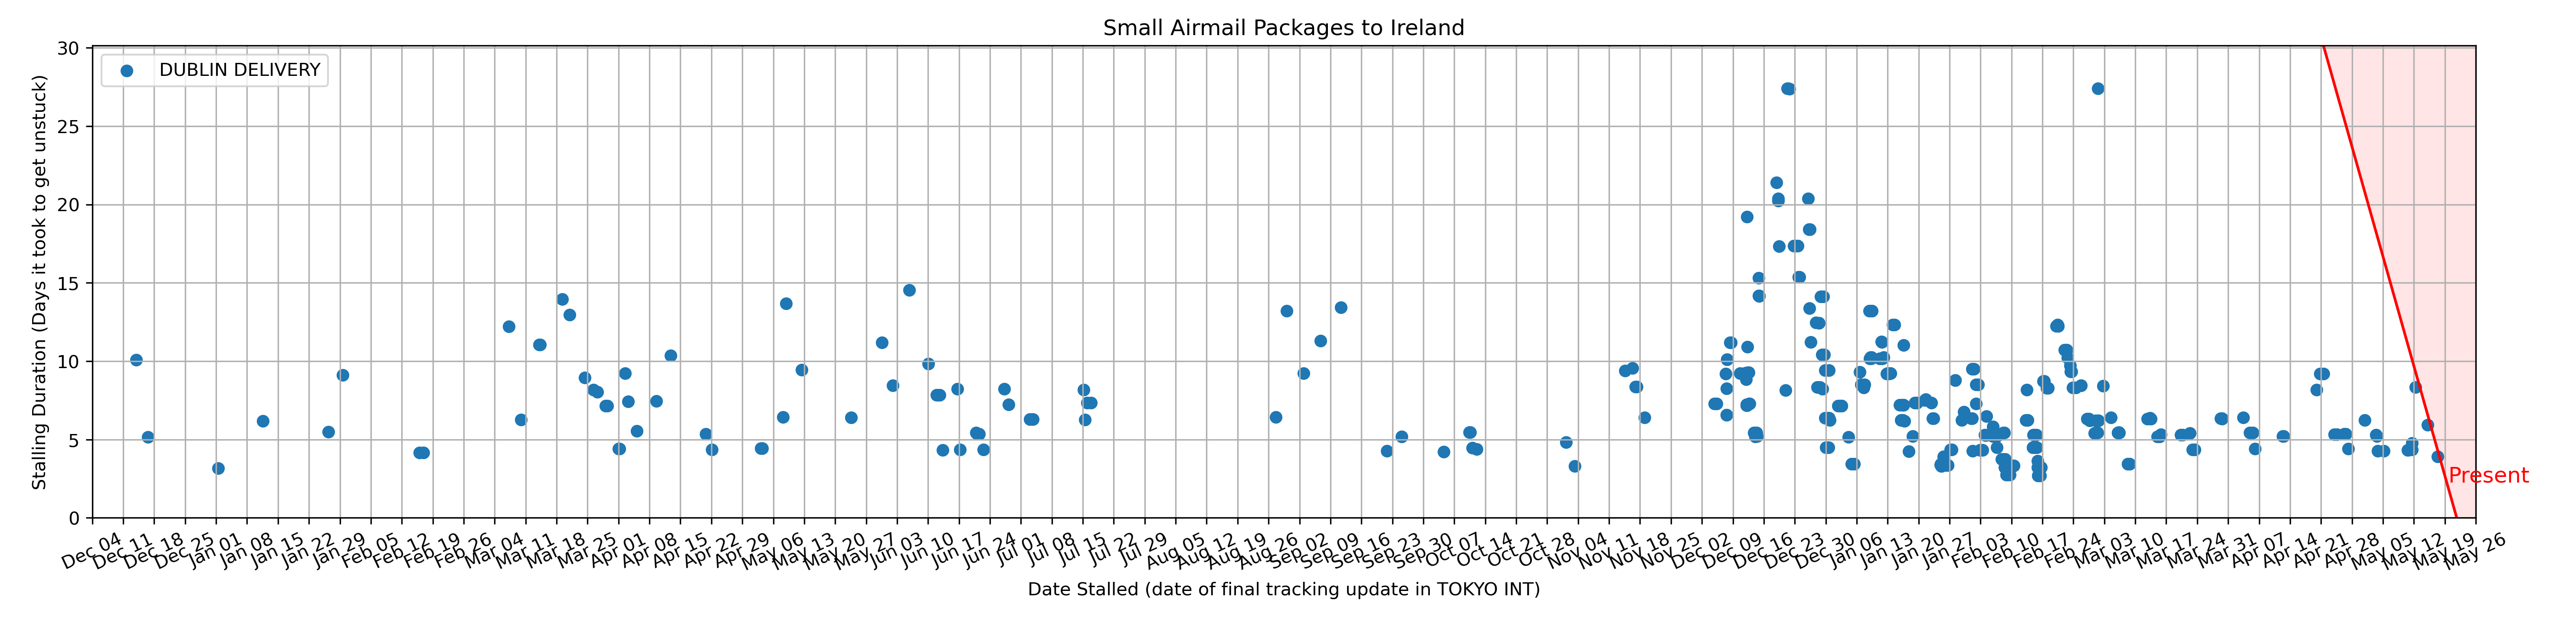 Small Airmail Packages to Ireland
DUBLIN DELIVERY
Stalling Duration (Days it took to get unstuck)
30
25
20
15
10
5
0
Present
Dec 04
Dec 11
Dec 18
Dec 25
Jan 01
Jan 08
Jan 15
Jan 22
Jan 29
Feb 05
Feb 12
Feb 19
Feb 26
Mar 04
Mar 11
Mar 18
Mar 25
Apr 01
Apr 08
Apr 15
Apr 22
Apr 29
May 06
May 13
May 20
May 27
Jun 03
Jun 10
Jun 17
Jun 24
Jul 01
Jul 08
Jul 15
Jul 22
Jul 29
Aug 05
Aug 12
Aug 19
Aug 26
Sep 02
Sep 09
Sep 16
Sep 23
Sep 30
Oct 07
Oct 14
Oct 21
Oct 28
Nov 04
Nov 11
Nov 18
Nov 25
Dec 02
Dec 09
Dec 16
Dec 23
Dec 30
Jan 06
Jan 13
Jan 20
Jan 27
Feb 03
Feb 10
Feb 17
Feb 24
Mar 03
Mar 10
Mar 17
Mar 24
Mar 31
Apr 07
Apr 14
Apr 21
Apr 28
May 05
May 12
May 19
May 26
Date Stalled (date of final tracking update in TOKYO INT)